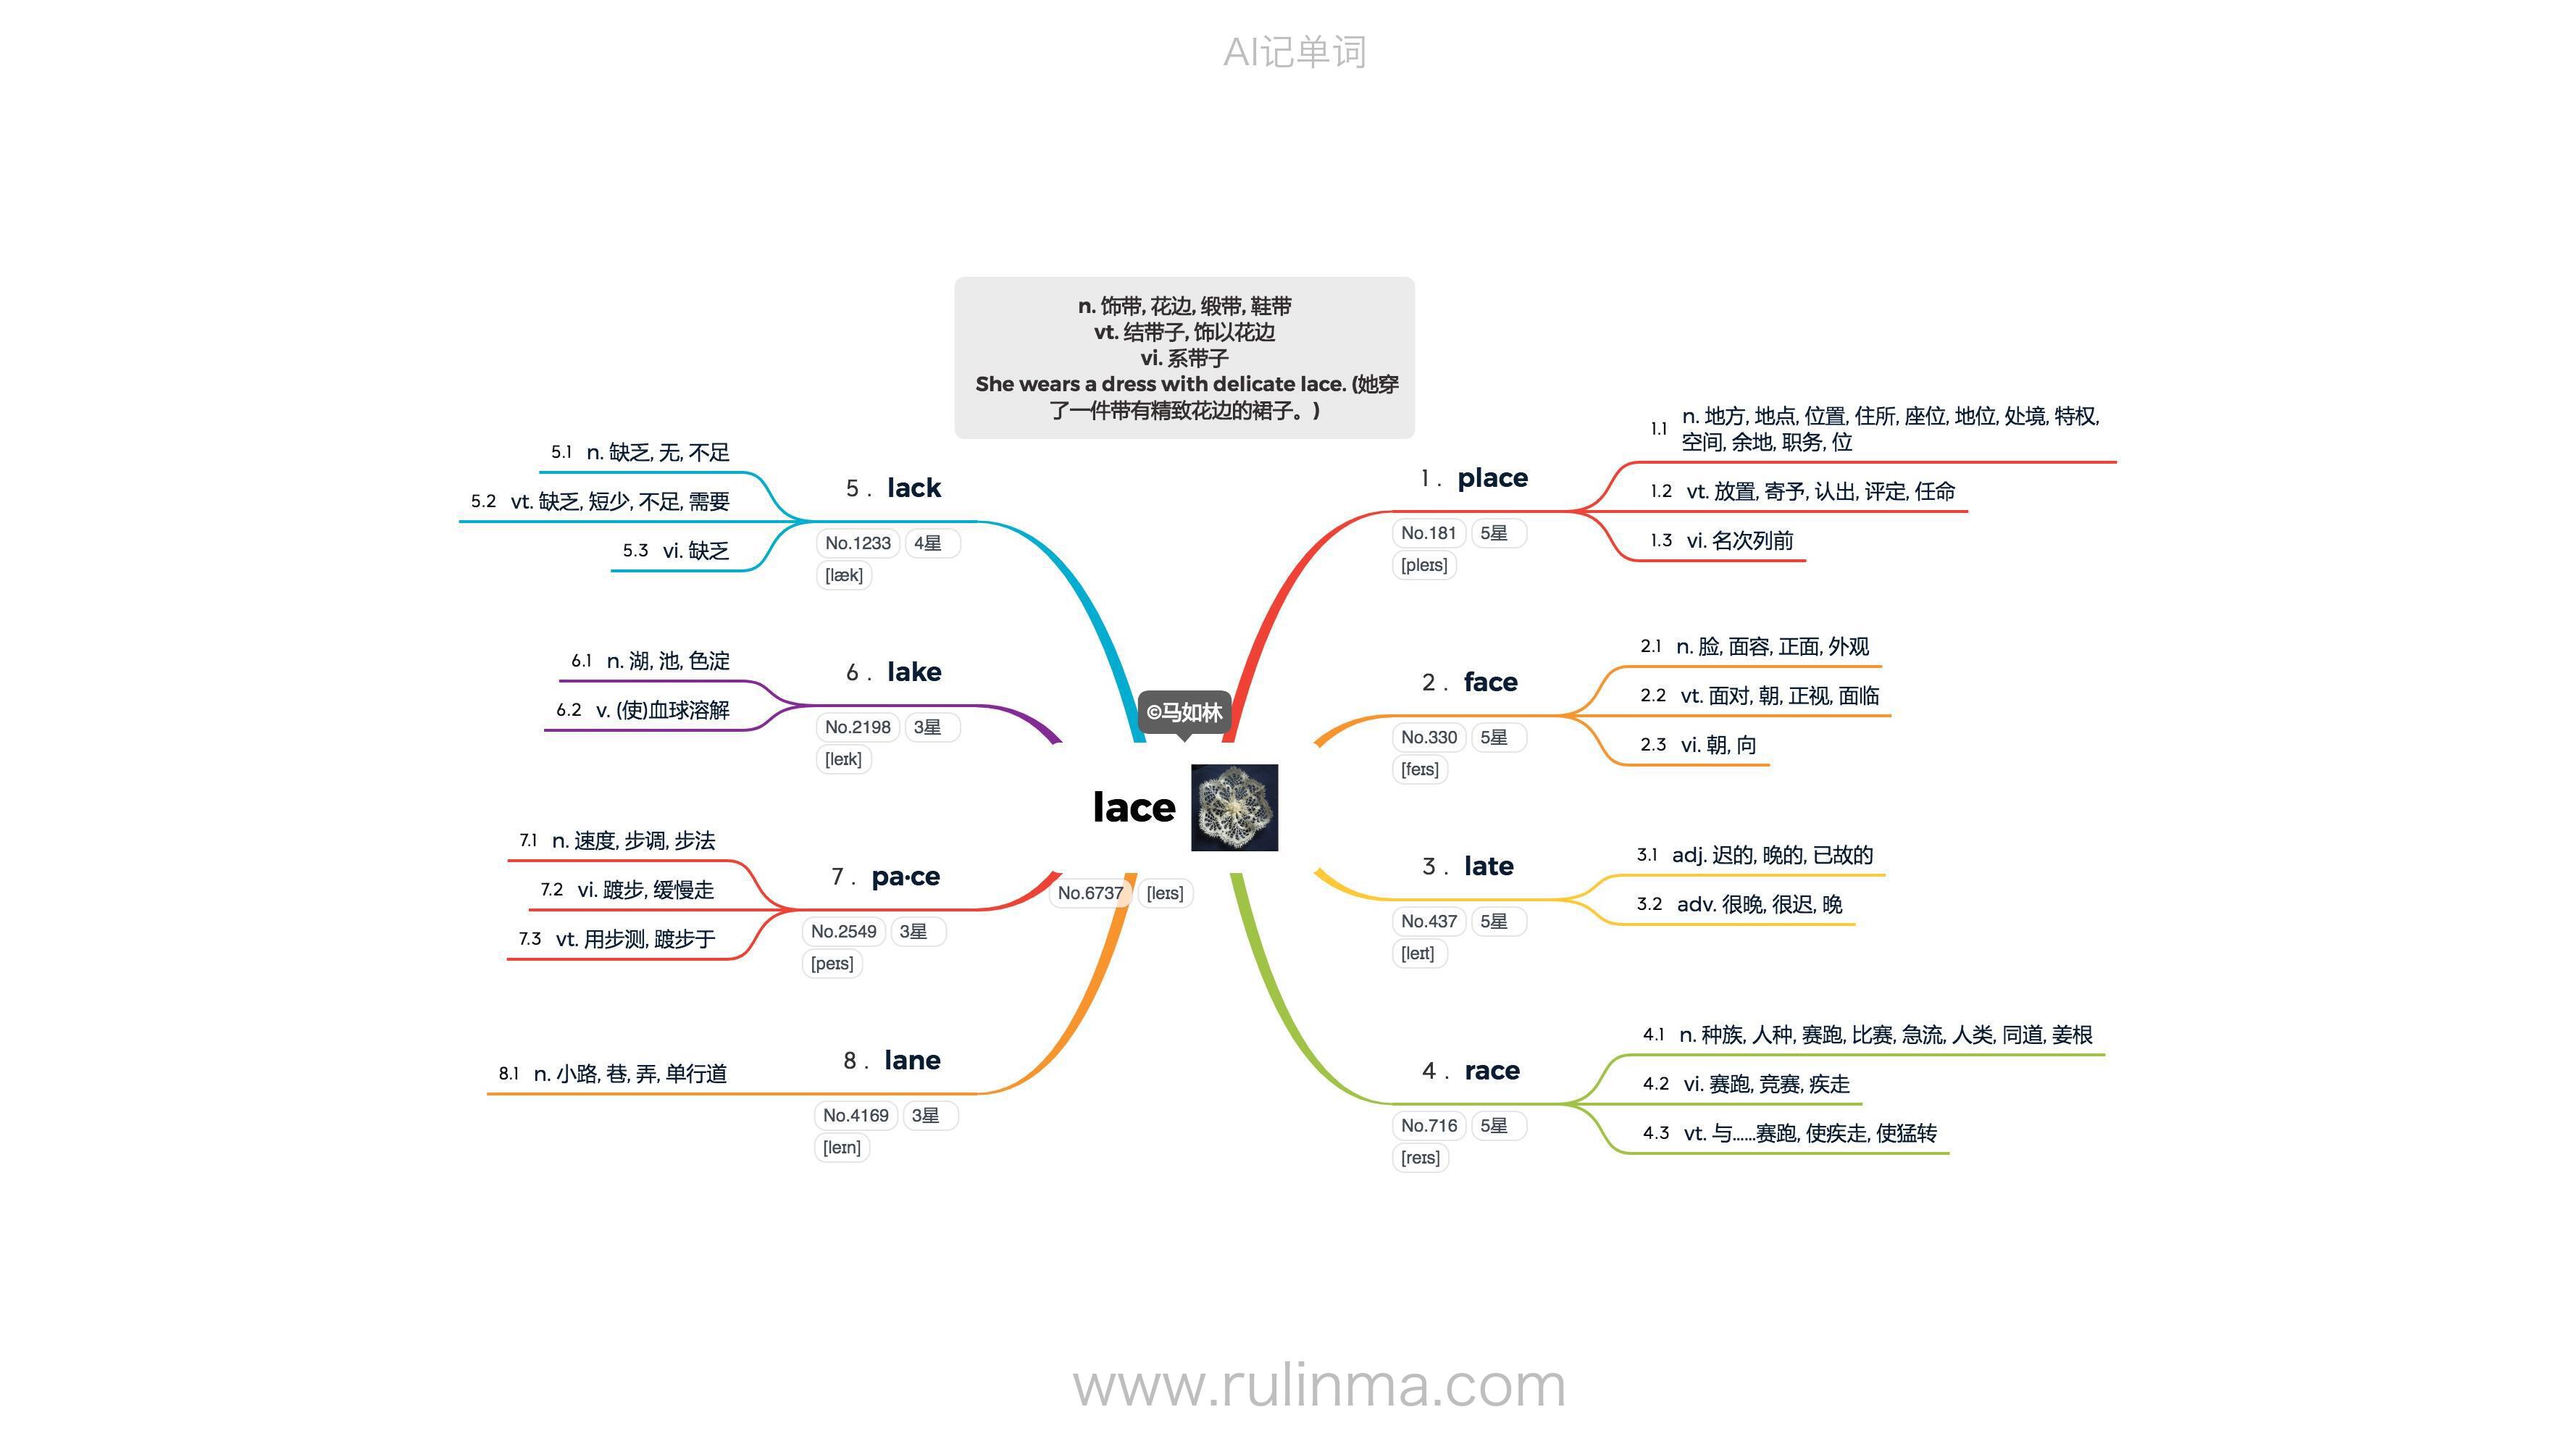 AI记单词
n. 饰带, 花边, 缎带, 鞋带
vt. 结带子, 饰以花边
vi. 系带子
She wears a dress with delicate lace. (她穿
了一件带有精致花边的裙子。)
©马如林
lace
No.6737 [leɪs]
1 . place
No.181 5星
[pleɪs]
1.1 n. 地方, 地点, 位置, 住所, 座位, 地位, 处境, 特权,
空间, 余地, 职务, 位
1.2 vt. 放置, 寄予, 认出, 评定, 任命
1.3 vi. 名次列前
2 . face
No.330 5星
[feɪs]
2.1 n. 脸, 面容, 正面, 外观
2.2 vt. 面对, 朝, 正视, 面临
2.3 vi. 朝, 向
3 . late
No.437 5星
[leɪt]
3.1 adj. 迟的, 晚的, 已故的
3.2 adv. 很晚, 很迟, 晚
4 . race
No.716 5星
[reɪs]
4.1 n. 种族, 人种, 赛跑, 比赛, 急流, 人类, 同道, 姜根
4.2 vi. 赛跑, 竞赛, 疾走
4.3 vt. 与......赛跑, 使疾走, 使猛转
5 . lack
No.1233 4星
[læk]
5.1 n. 缺乏, 无, 不足
5.2 vt. 缺乏, 短少, 不足, 需要
5.3 vi. 缺乏
6 . lake
No.2198 3星
[leɪk]
6.1 n. 湖, 池, 色淀
6.2 v. (使)血球溶解
7 . pa·ce
No.2549 3星
[peɪs]
7.1 n. 速度, 步调, 步法
7.2 vi. 踱步, 缓慢走
7.3 vt. 用步测, 踱步于
8 . lane
No.4169 3星
[leɪn]
8.1 n. 小路, 巷, 弄, 单行道
www.rulinma.com